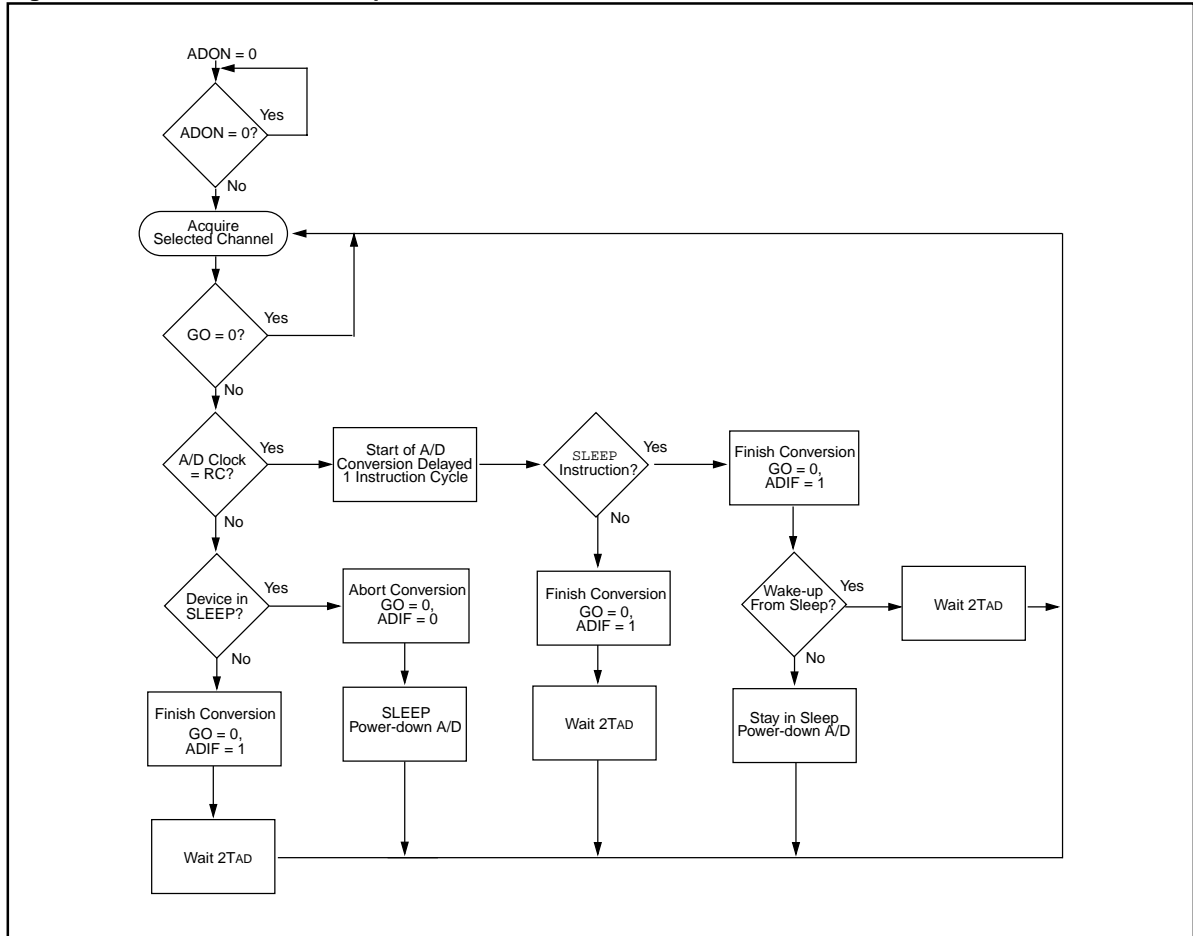 ADON = 0
Yes
ADON = 0?
No
Acquire
Selected Channel
Yes
GO = 0?
No
Yes
A/D Clock
= RC?
No
Start of A/D
Conversion Delayed
1 Instruction Cycle
SLEEP
Instruction?
Yes
No
Finish Conversion
GO = 0,
ADIF = 1
Device in
SLEEP?
Yes
No
Abort Conversion
GO = 0,
ADIF = 0
Finish Conversion
GO = 0,
ADIF = 1
Wake-up
From Sleep?
Yes
No
Wait 2TAD
Finish Conversion
GO = 0,
ADIF = 1
SLEEP
Power-down A/D
Wait 2TAD
Stay in Sleep
Power-down A/D
Wait 2TAD